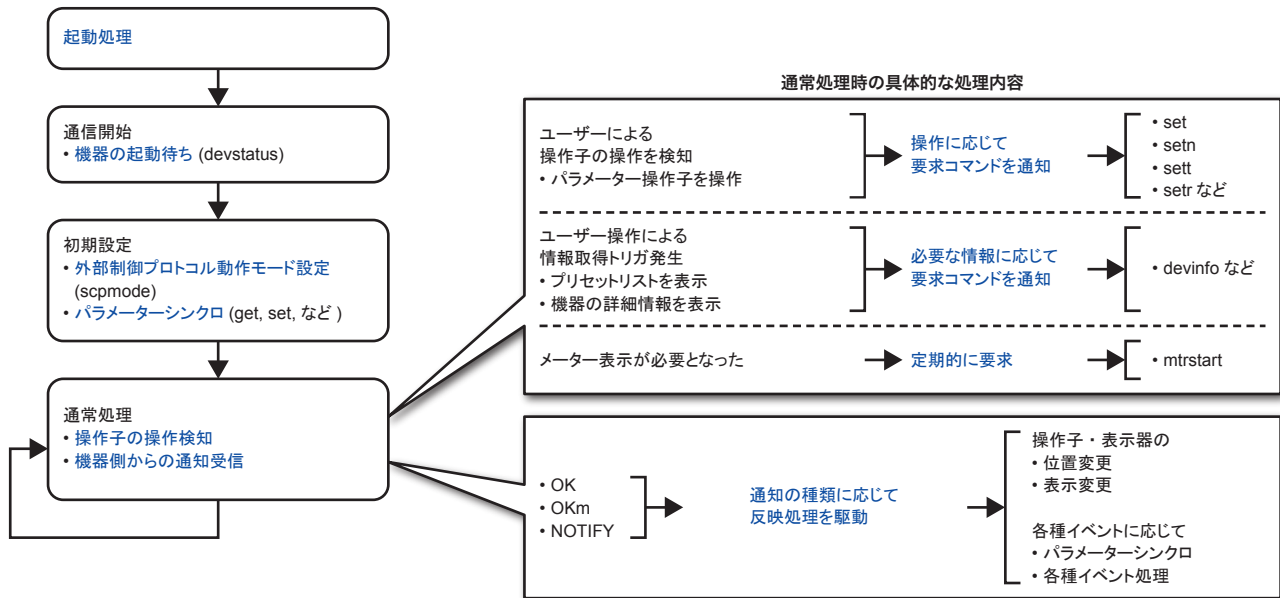 起動処理
通信開始
• 機器の起動待ち (devstatus)
初期設定
• 外部制御プロトコル動作モード設定
(scpmode)
• パラメーターシンクロ (get, set, など )
通常処理
• 操作子の操作検知
• 機器側からの通知受信
通常処理時の具体的な処理内容
ユーザーによる
操作子の操作を検知
• パラメーター操作子を操作
操作に応じて
要求コマンドを通知
• set
• setn
• sett
• setr など
ユーザー操作による
情報取得トリガ発生
• プリセットリストを表示
• 機器の詳細情報を表示
必要な情報に応じて
要求コマンドを通知
• devinfo など
メーター表示が必要となった
定期的に要求
• mtrstart
• OK
• OKm
• NOTIFY
通知の種類に応じて
反映処理を駆動
操作子・表示器の
• 位置変更
• 表示変更
各種イベントに応じて
• パラメーターシンクロ
• 各種イベント処理